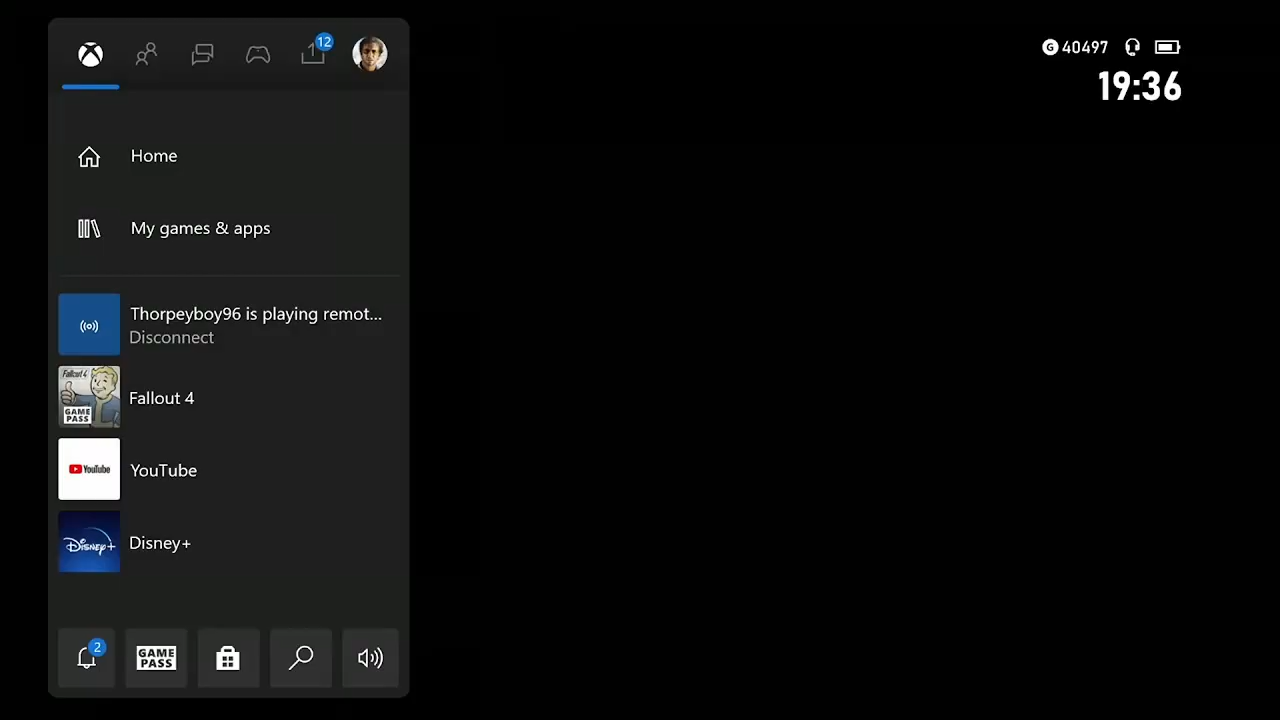 12
G 40497
19:36
Home
My games & apps
Thorpeyboy96 is playing remot...
Disconnect
Fallout 4
GAME
PASS
Fallout 4
YouTube
YouTube
Disney+
Disney+
2
GAME
PASS